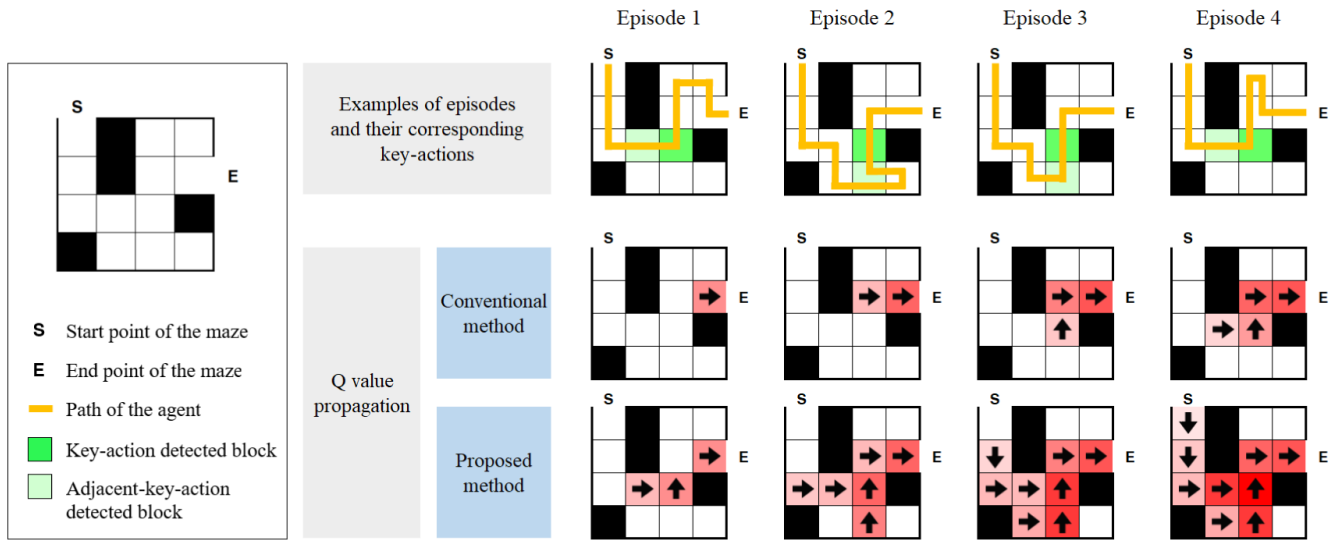 Episode 1
Episode 2
Episode 3
Episode 4
S
E
S Start point of the maze
E End point of the maze
Path of the agent
Key-action detected block
Adjacent-key-action
detected block
Examples of episodes
and their corresponding
key-actions
S
E
S
E
S
E
S
E
Q value
propagation
Conventional
method
S
E
S
E
S
E
S
E
Proposed
method
S
E
S
E
S
E
S
E